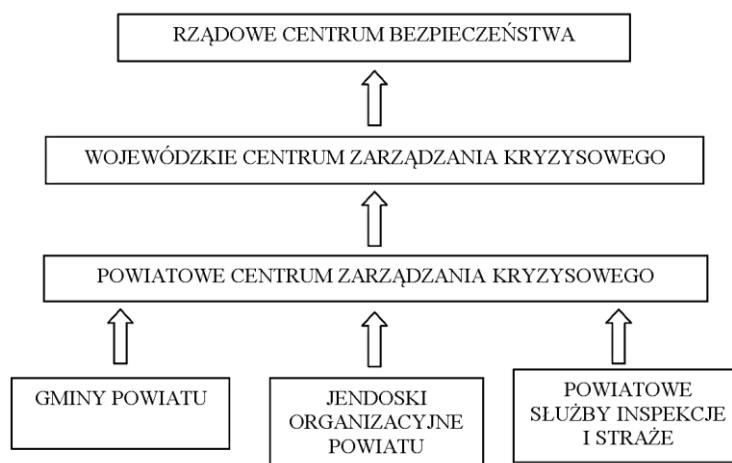 RZĄDOWE CENTRUM BEZPIECZEŃSTWA
WOJEWÓDZKIE CENTRUM ZARZĄDZANIA KRYZYSOWEGO
POWIATOWE CENTRUM ZARZĄDZANIA KRYZYSOWEGO
GMINY POWIATU
JENDOSKI
ORGANIZACYJNE
POWIATU
POWIATOWE
SŁUŻBY INSPEKCJE
I STRAŻE